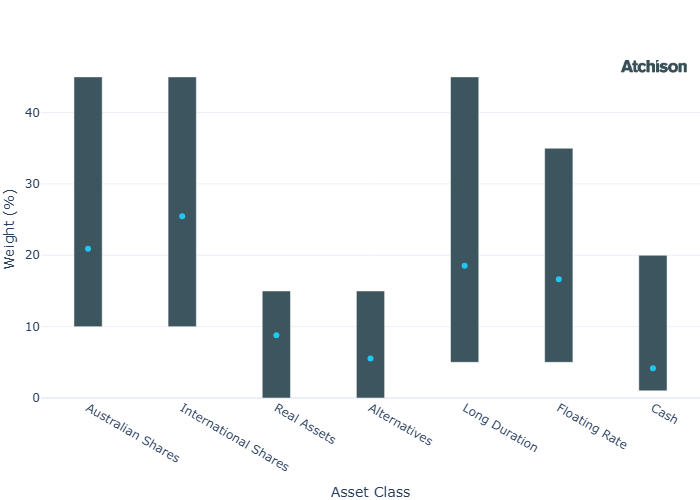 Atchison
Weight (%)
40
30
20
10
0
Australian Shares
International Shares
Real Assets
Alternatives
Long Duration
Floating Rate
Cash
Asset Class